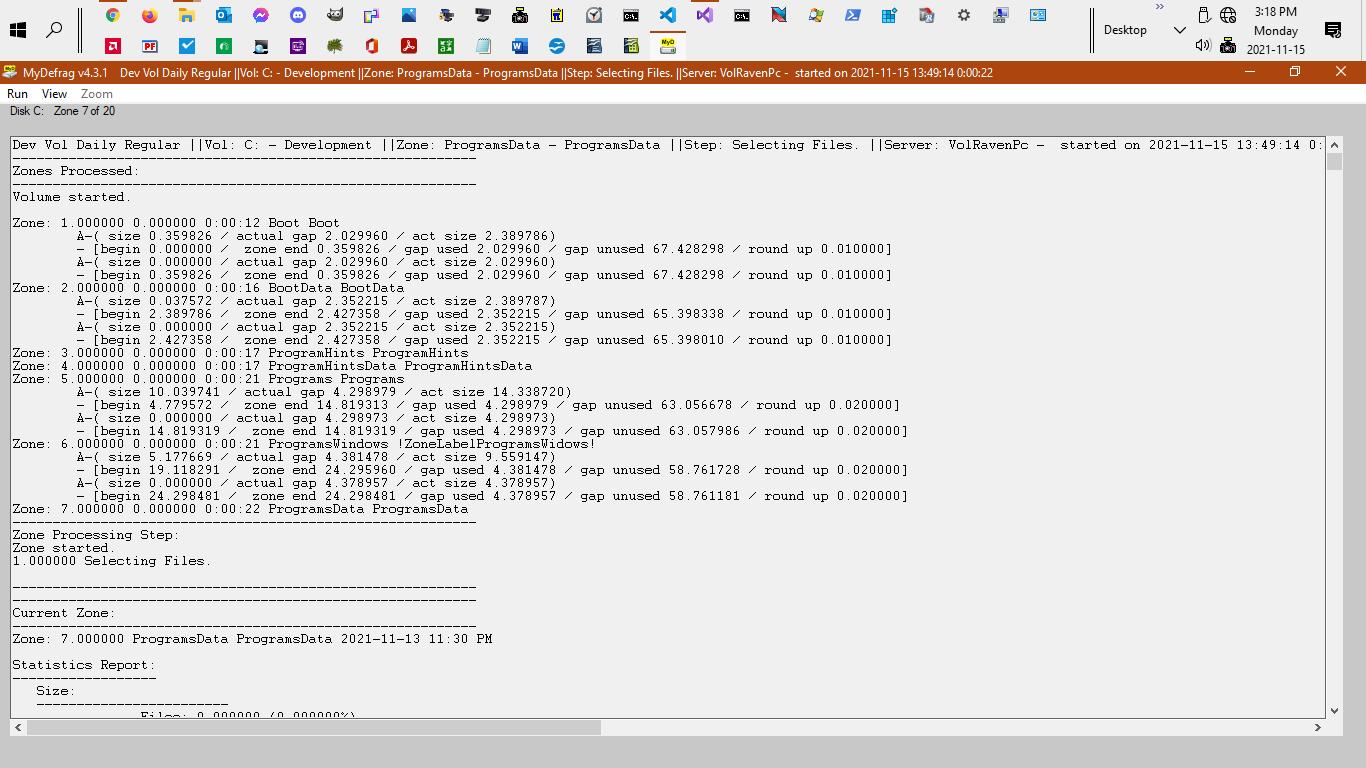 3:18 PM
Desktop
Monday
2021-11-15
MyDefrag v4.3.1 Dev Vol Daily Regular ||Vol: C: - Development ||Zone: ProgramsData - ProgramsData ||Step: Selecting Files. ||Server: VolRavenPc - started on 2021-11-15 13:49:14 0:00:22
Run View Zoom
Disk C: Zone 7 of 20
Dev Vol Daily Regular ||Vol: C: - Development ||Zone: ProgramsData - ProgramsData ||Step: Selecting Files. ||Server: VolRavenPc - started on 2021-11-15 13:49:14 0:
----------------------------------------------------------
Zones Processed:
----------------------------------------------------------
Volume started.
Zone: 1.000000 0.000000 0:00:12 Boot Boot
A-( size 0.359826 / actual gap 2.029960 / act size 2.389786)
- [begin 0.000000 / zone end 0.359826 / gap used 2.029960 / gap unused 67.428298 / round up 0.010000]
A-( size 0.000000 / actual gap 2.029960 / act size 2.029960)
- [begin 0.359826 / zone end 0.359826 / gap used 2.029960 / gap unused 67.428298 / round up 0.010000]
Zone: 2.000000 0.000000 0:00:16 BootData BootData
A-( size 0.037572 / actual gap 2.352215 / act size 2.389787)
- [begin 2.389786 / zone end 2.427358 / gap used 2.352215 / gap unused 65.398338 / round up 0.010000]
A-( size 0.000000 / actual gap 2.352215 / act size 2.352215)
- [begin 2.427358 / zone end 2.427358 / gap used 2.352215 / gap unused 65.398010 / round up 0.010000]
Zone: 3.000000 0.000000 0:00:17 ProgramHints ProgramHints
Zone: 4.000000 0.000000 0:00:17 ProgramHintsData ProgramHintsData
Zone: 5.000000 0.000000 0:00:21 Programs Programs
A-( size 10.039741 / actual gap 4.298979 / act size 14.338720)
- [begin 4.779572 / zone end 14.819313 / gap used 4.298979 / gap unused 63.056678 / round up 0.020000]
A-( size 0.000000 / actual gap 4.298973 / act size 4.298973)
- [begin 14.819319 / zone end 14.819319 / gap used 4.298973 / gap unused 63.057986 / round up 0.020000]
Zone: 6.000000 0.000000 0:00:21 ProgramsWindows !ZoneLabelProgramsWidows!
A-( size 5.177669 / actual gap 4.381478 / act size 9.559147)
- [begin 19.118291 / zone end 24.295960 / gap used 4.381478 / gap unused 58.761728 / round up 0.020000]
A-( size 0.000000 / actual gap 4.378957 / act size 4.378957)
- [begin 24.298481 / zone end 24.298481 / gap used 4.378957 / gap unused 58.761181 / round up 0.020000]
Zone: 7.000000 0.000000 0:00:22 ProgramsData ProgramsData
----------------------------------------------------------
Zone Processing Step:
Zone started.
1.000000 Selecting Files.
----------------------------------------------------------
----------------------------------------------------------
Current Zone:
----------------------------------------------------------
Zone: 7.000000 ProgramsData ProgramsData 2021-11-13 11:30 PM
Statistics Report:
------------------
Size:
------------------------
Files: 0.000000 (0.000000%)